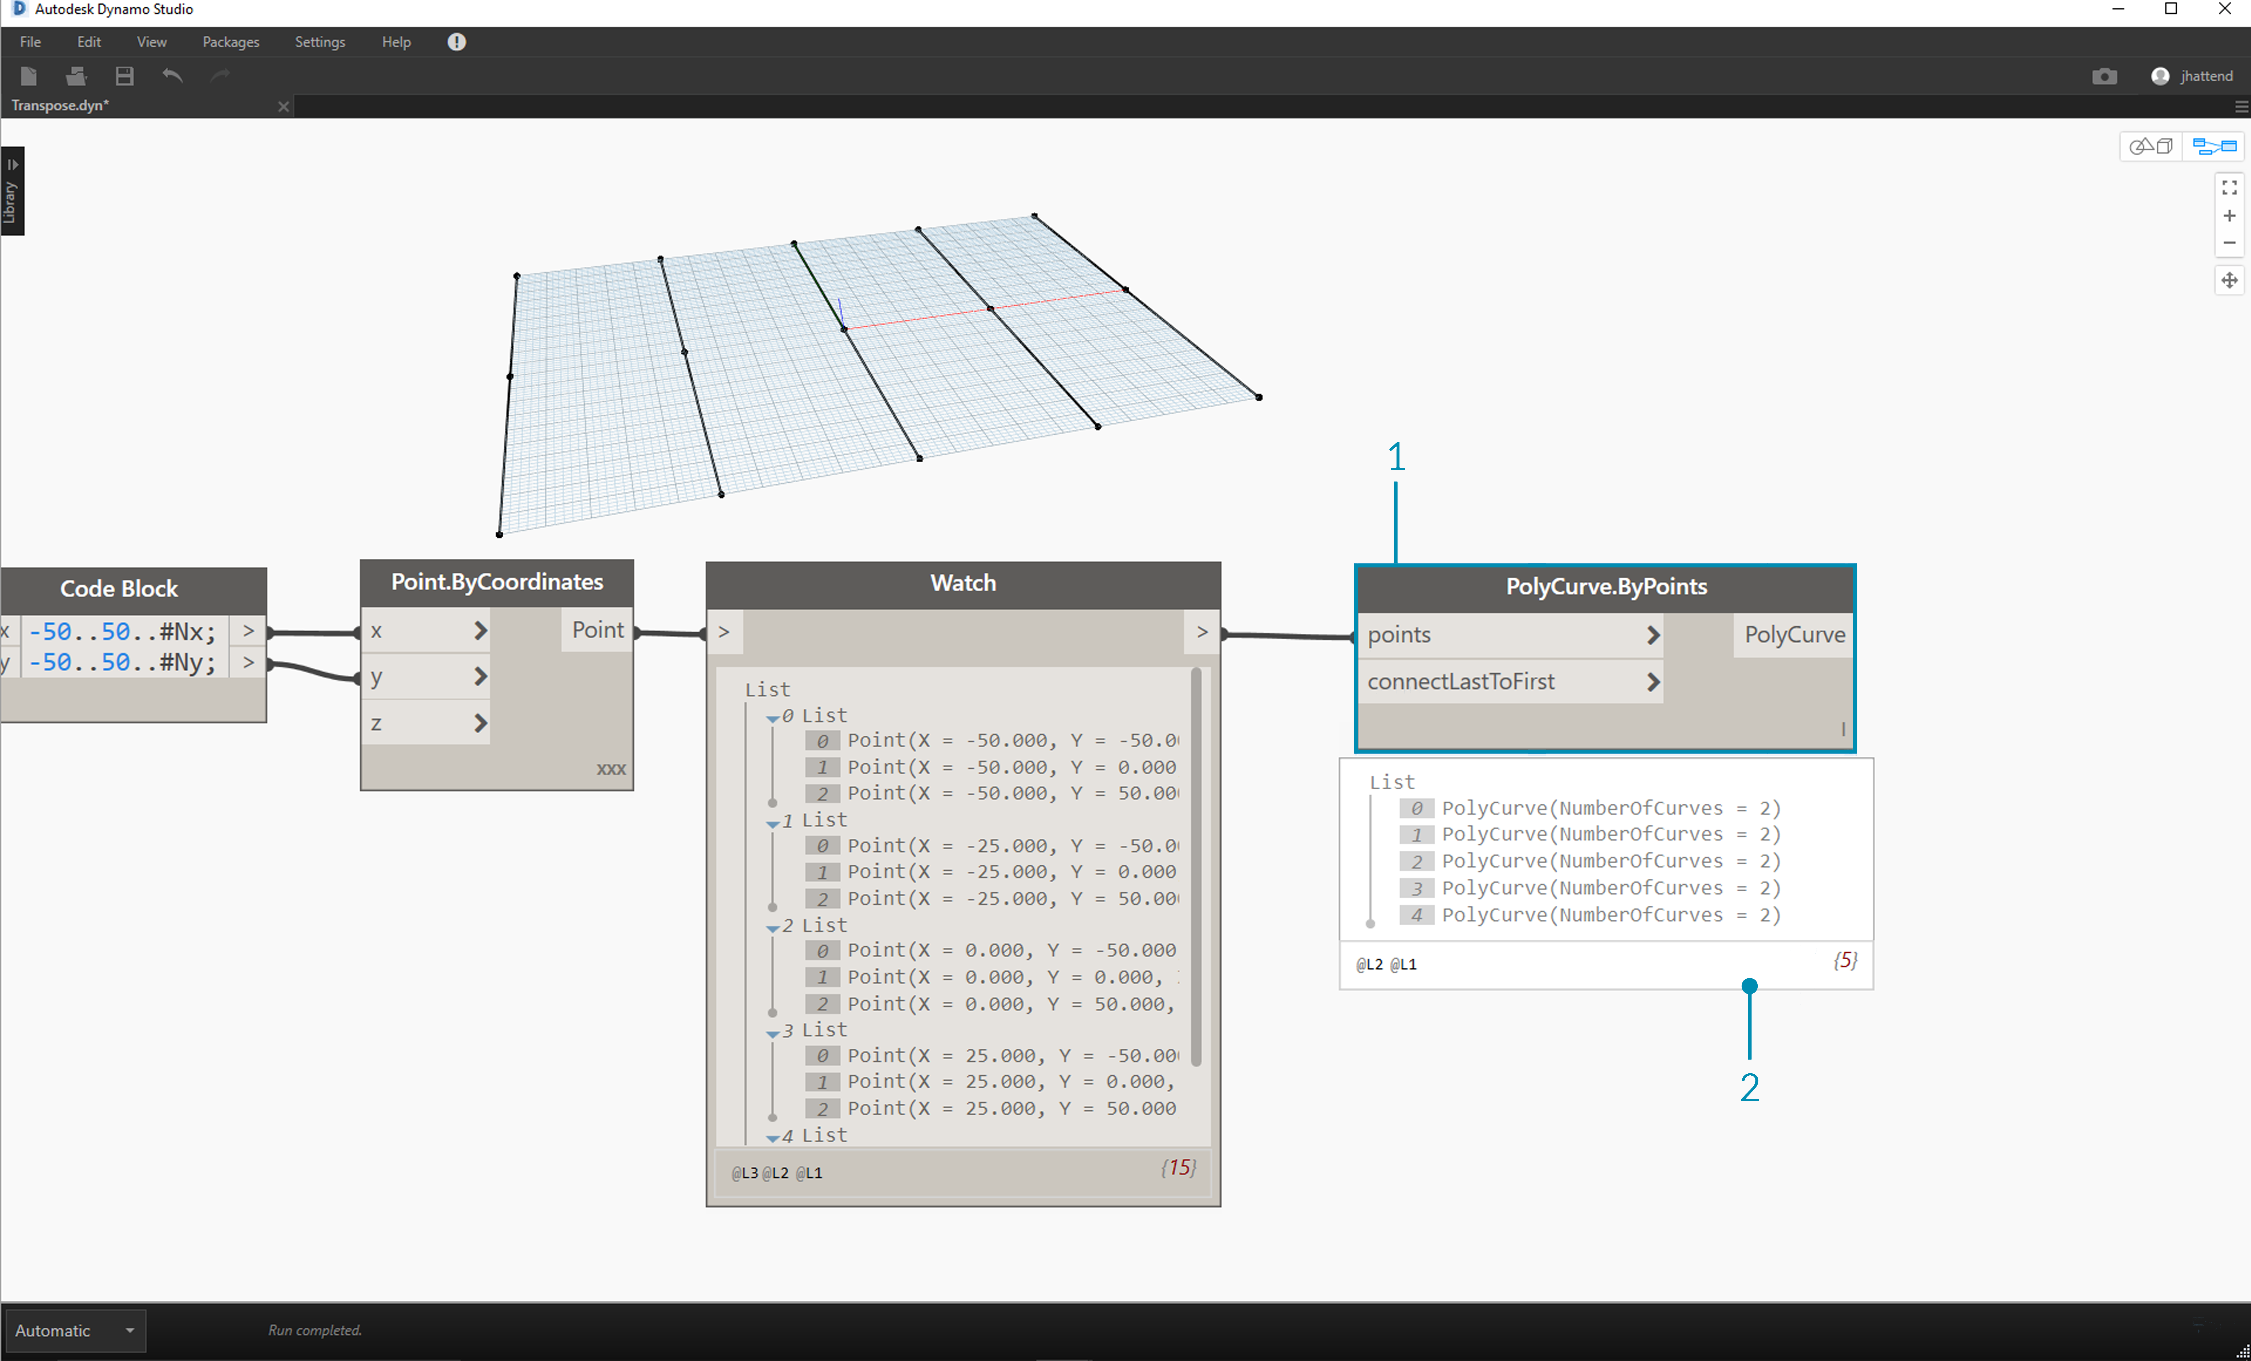 Autodesk Dynamo Studio
File Edit View Packages Settings Help
jhattend
Transpose.dyn*
Library
1
Code Block
x -50..50..#Nx; >
y -50..50..#Ny; >
Point.ByCoordinates
x Point
y
z
xxx
Watch
> >
List
0 List
0 Point(X = -50.000, Y = -50.0
1 Point(X = -50.000, Y = 0.000
2 Point(X = -50.000, Y = 50.00
1 List
0 Point(X = -25.000, Y = -50.0
1 Point(X = -25.000, Y = 0.000
2 Point(X = -25.000, Y = 50.00
2 List
0 Point(X = 0.000, Y = -50.000
1 Point(X = 0.000, Y = 0.000,
2 Point(X = 0.000, Y = 50.000,
3 List
0 Point(X = 25.000, Y = -50.00
1 Point(X = 25.000, Y = 0.000,
2 Point(X = 25.000, Y = 50.000
4 List
@L3 @L2 @L1 {15}
PolyCurve.ByPoints
points PolyCurve
connectLastToFirst
|
List
0 PolyCurve(NumberOfCurves = 2)
1 PolyCurve(NumberOfCurves = 2)
2 PolyCurve(NumberOfCurves = 2)
3 PolyCurve(NumberOfCurves = 2)
4 PolyCurve(NumberOfCurves = 2)
@L2 @L1 {5}
2
Automatic Run completed.